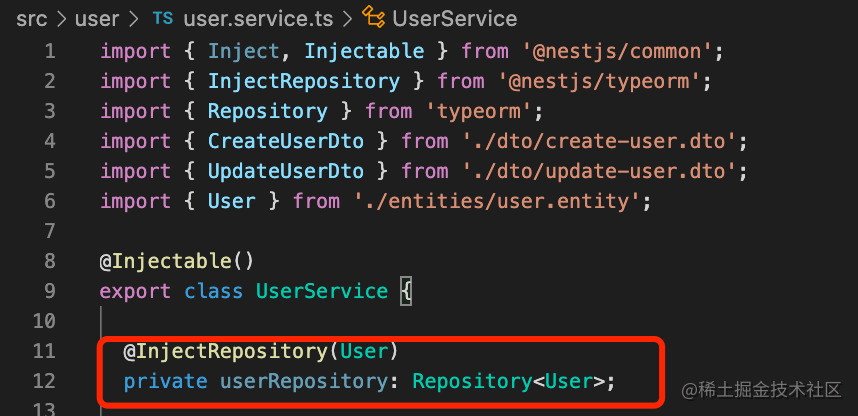 src > user > TS user.service.ts > UserService
1 import { Inject, Injectable } from '@nestjs/common';
2 import { InjectRepository } from '@nestjs/typeorm';
3 import { Repository } from 'typeorm';
4 import { CreateUserDto } from './dto/create-user.dto';
5 import { UpdateUserDto } from './dto/update-user.dto';
6 import { User } from './entities/user.entity';
7
8 @Injectable()
9 export class UserService {
10
11 @InjectRepository(User)
12 private userRepository: Repository<User>;
13
@稀土掘金技术社区